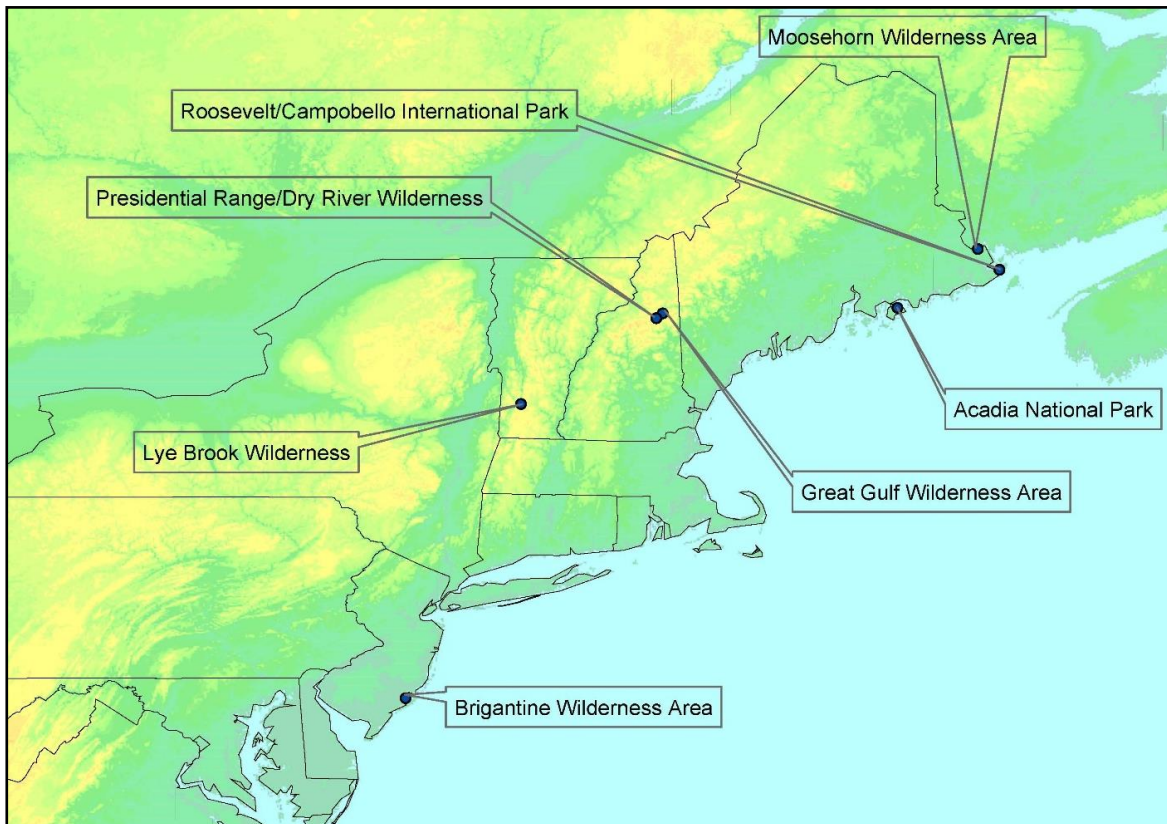 Moosehorn Wilderness Area
Roosevelt/Campobello International Park
Presidential Range/Dry River Wilderness
Acadia National Park
Lye Brook Wilderness
Great Gulf Wilderness Area
Brigantine Wilderness Area